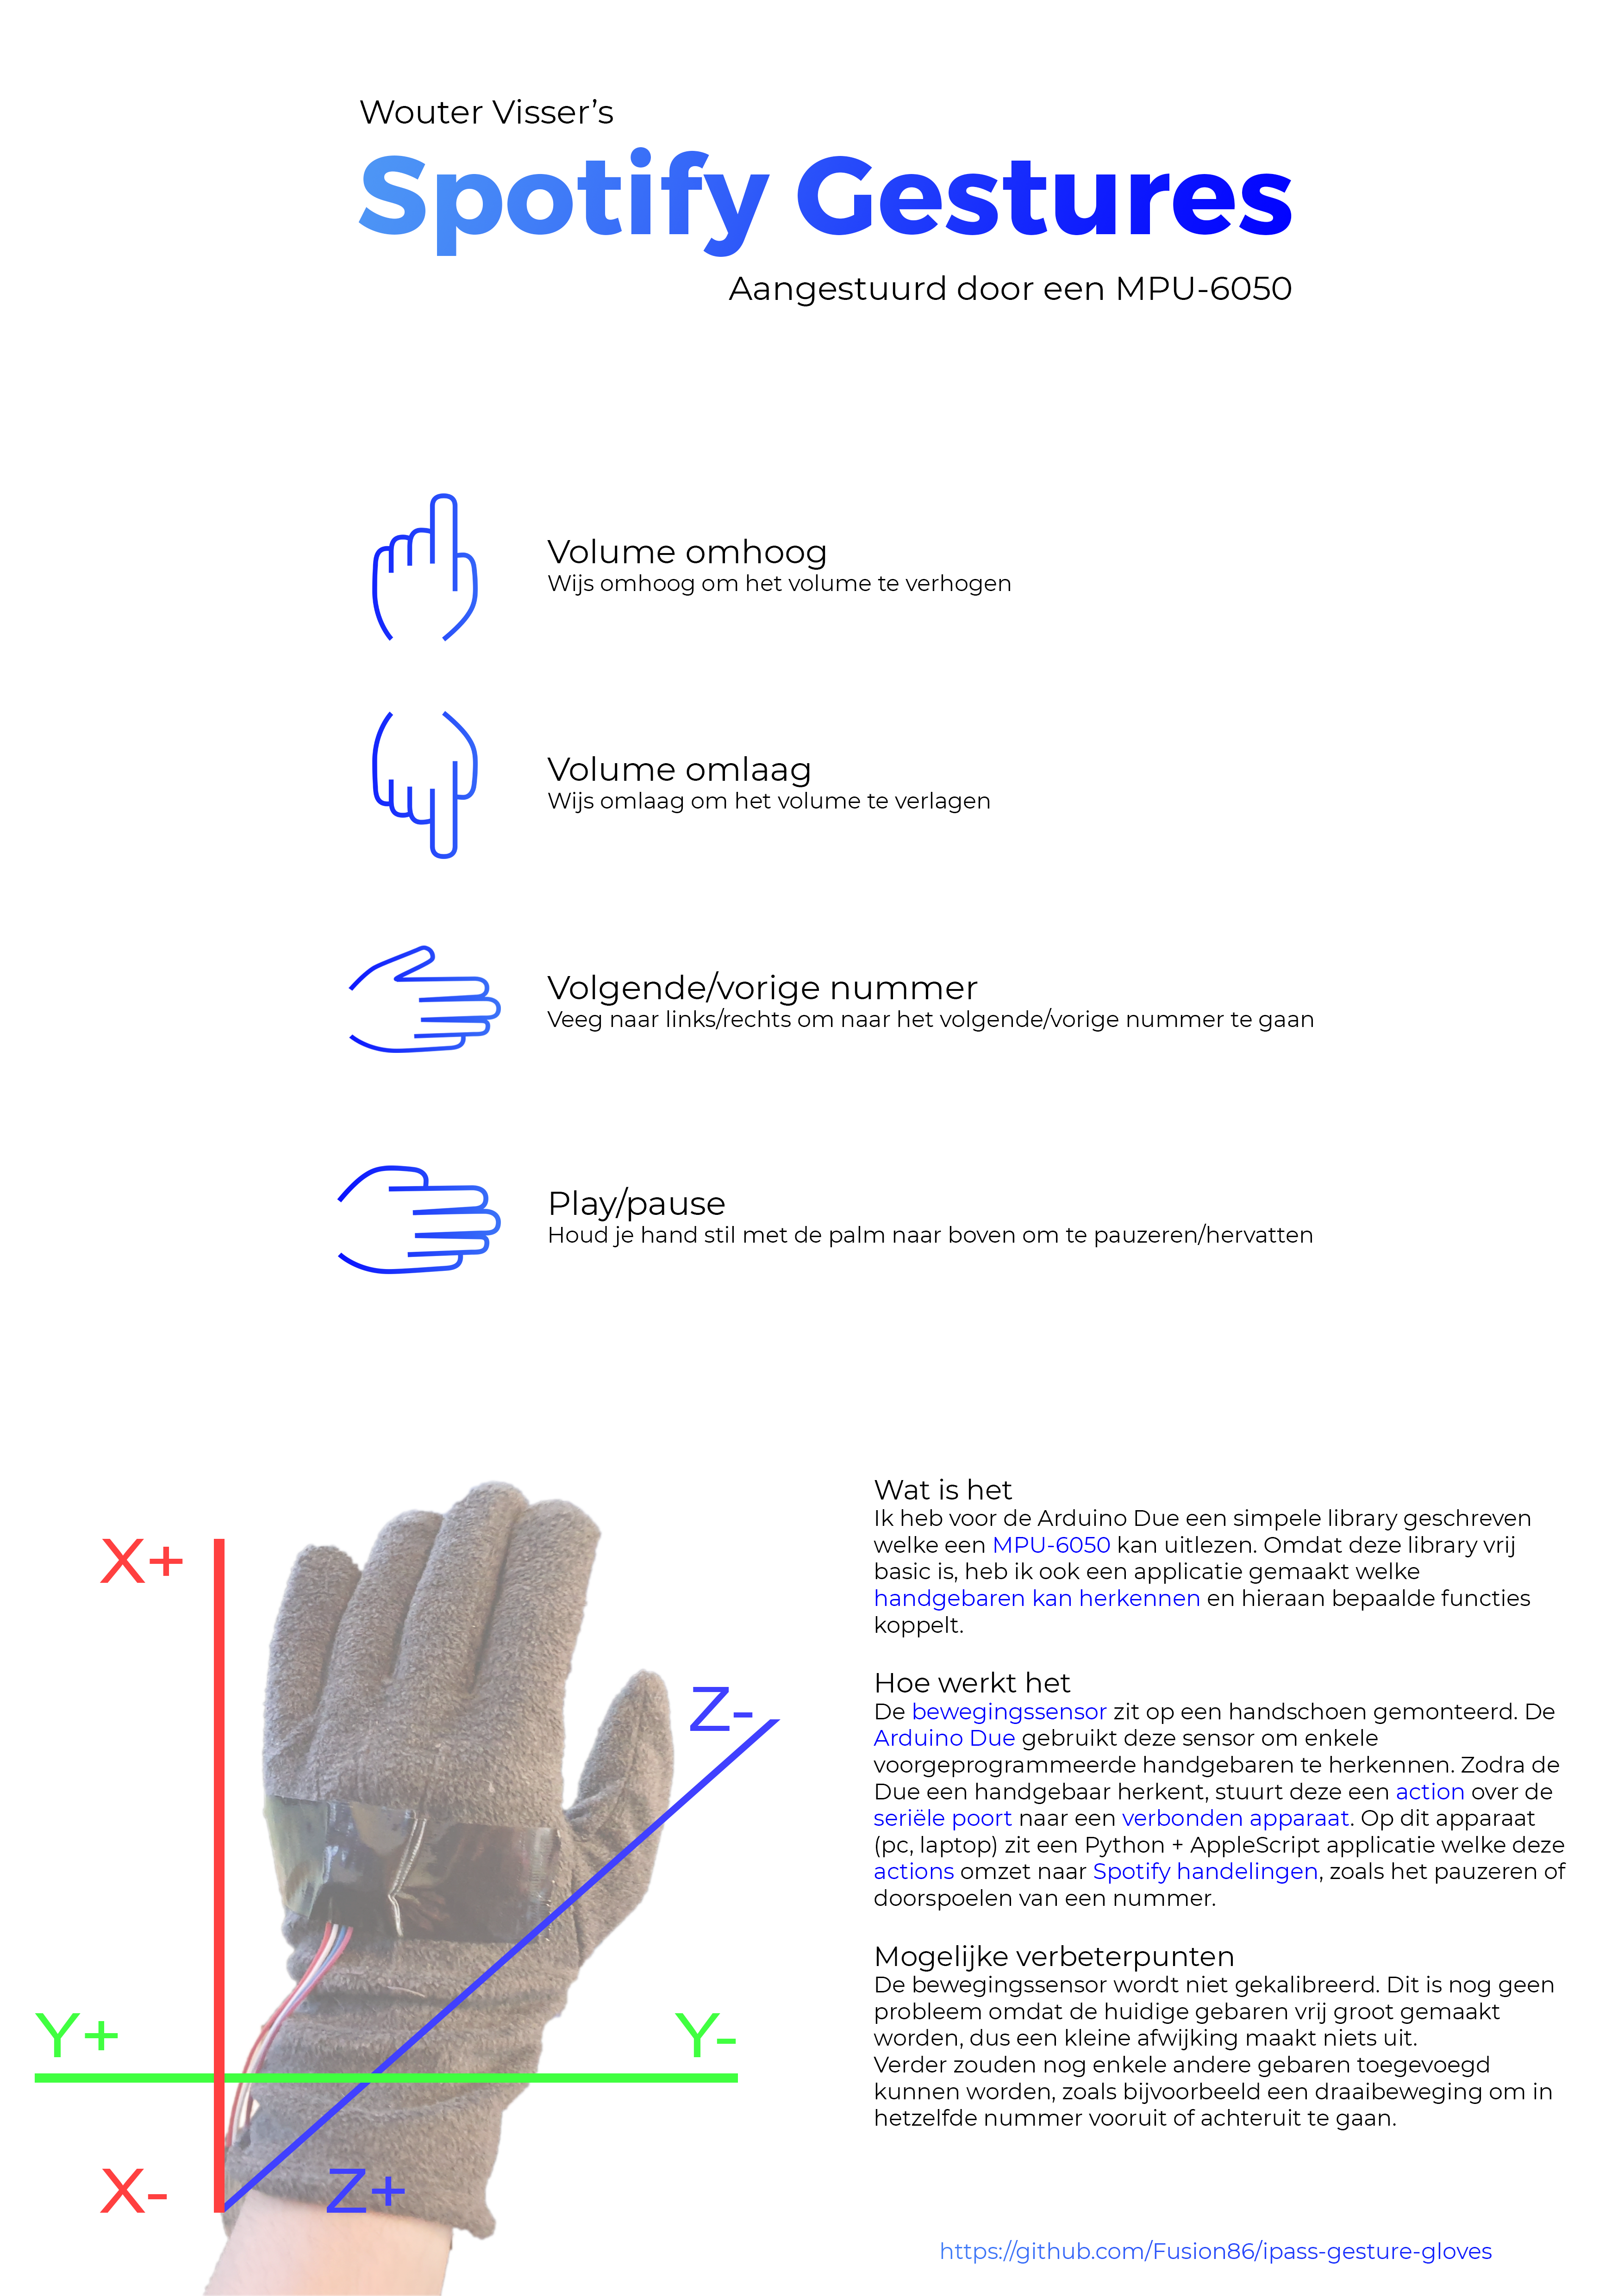 Wouter Visser’s
Spotify Gestures
Aangestuurd door een MPU-6050
Volume omhoog
Wijs omhoog om het volume te verhogen
Volume omlaag
Wijs omlaag om het volume te verlagen
Volgende/vorige nummer
Veeg naar links/rechts om naar het volgende/vorige nummer te gaan
Play/pause
Houd je hand stil met de palm naar boven om te pauzeren/hervatten
X+
Z-
Y+
Y-
X-
Z+
Wat is het
Ik heb voor de Arduino Due een simpele library geschreven
welke een MPU-6050 kan uitlezen. Omdat deze library vrij
basic is, heb ik ook een applicatie gemaakt welke
handgebaren kan herkennen en hieraan bepaalde functies
koppelt.
Hoe werkt het
De bewegingssensor zit op een handschoen gemonteerd. De
Arduino Due gebruikt deze sensor om enkele
voorgeprogrammeerde handgebaren te herkennen. Zodra de
Due een handgebaar herkent, stuurt deze een action over de
seriële poort naar een verbonden apparaat. Op dit apparaat
(pc, laptop) zit een Python + AppleScript applicatie welke deze
actions omzet naar Spotify handelingen, zoals het pauzeren of
doorspoelen van een nummer.
Mogelijke verbeterpunten
De bewegingssensor wordt niet gekalibreerd. Dit is nog geen
probleem omdat de huidige gebaren vrij groot gemaakt
worden, dus een kleine afwijking maakt niets uit.
Verder zouden nog enkele andere gebaren toegevoegd
kunnen worden, zoals bijvoorbeeld een draaibeweging om in
hetzelfde nummer vooruit of achteruit te gaan.
https://github.com/Fusion86/ipass-gesture-gloves